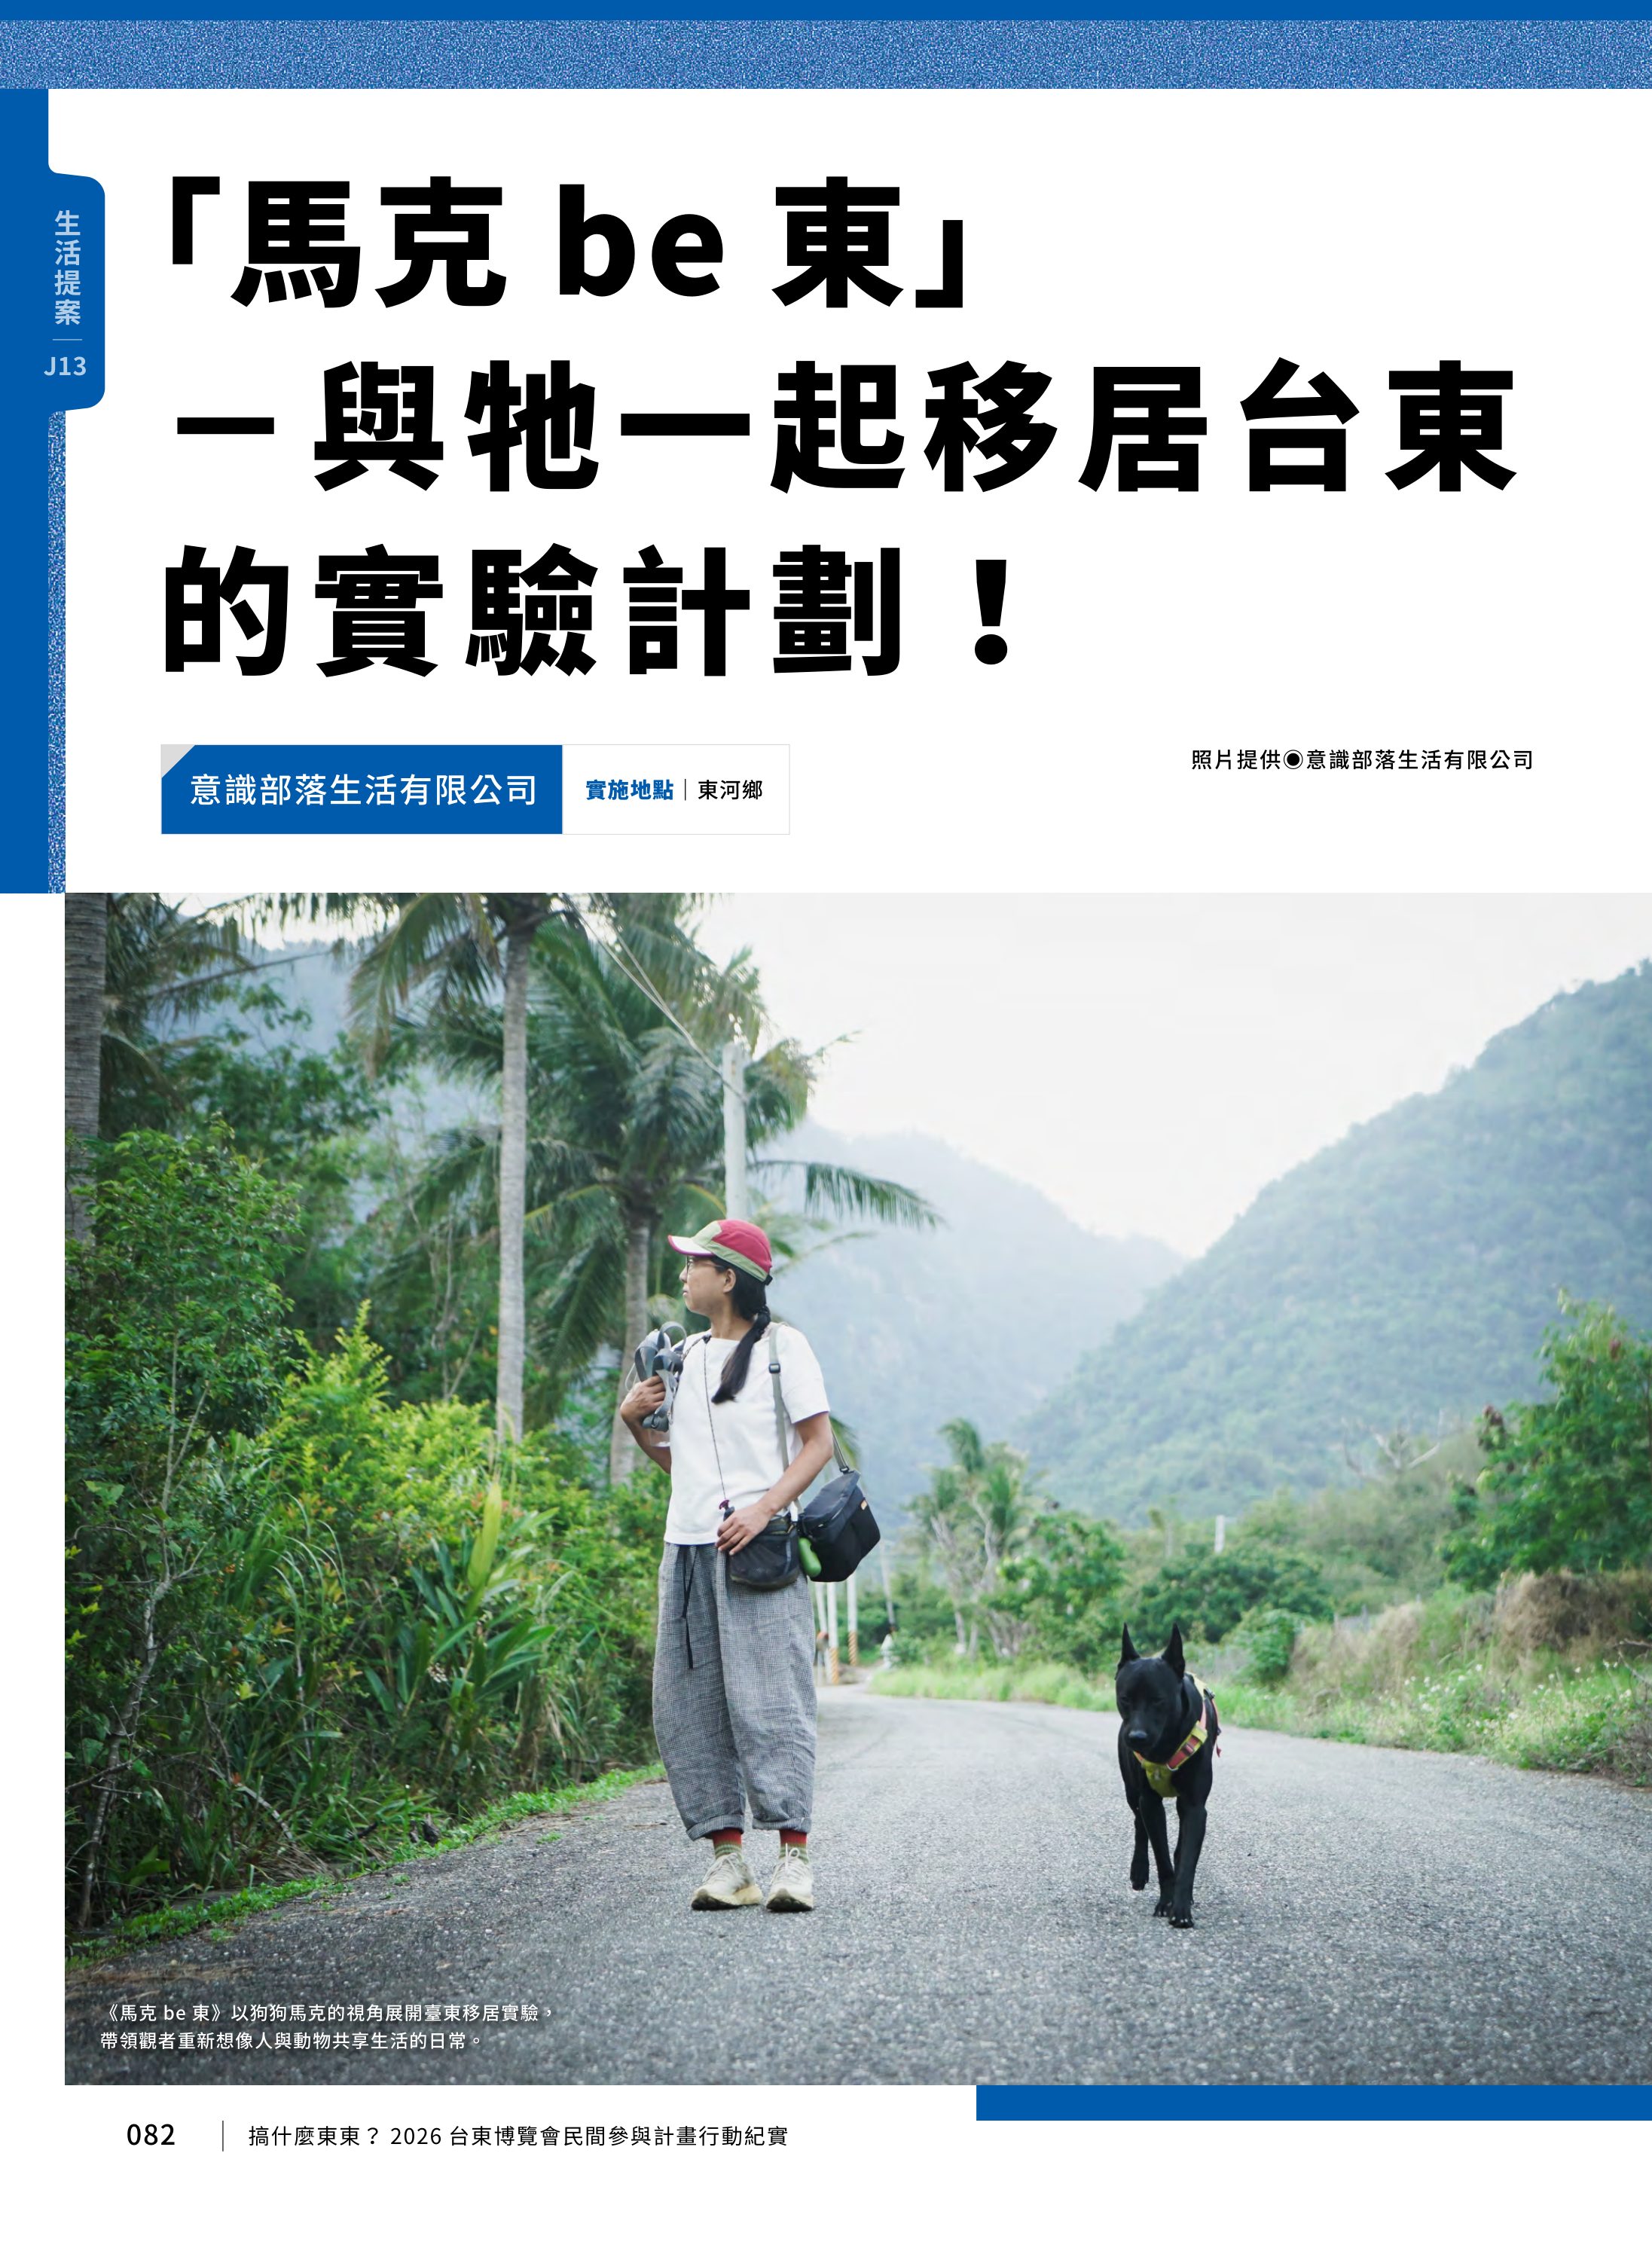 生活提案
J13
「馬克 be 東」
－與牠一起移居台東
的實驗計劃！
意識部落生活有限公司
實施地點｜東河鄉
照片提供◉意識部落生活有限公司
《馬克 be 東》以狗狗馬克的視角展開臺東移居實驗，
帶領觀者重新想像人與動物共享生活的日常。
082
搞什麼東東？ 2026 台東博覽會民間參與計畫行動紀實